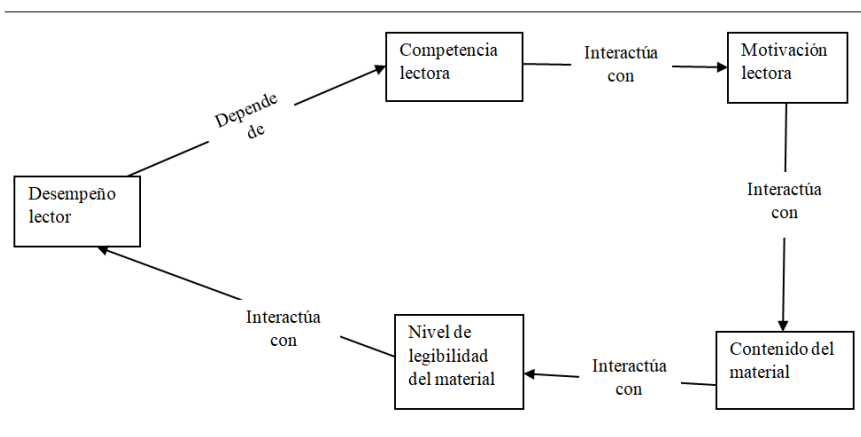 Competencia
lectora
Interactúa
con
Motivación
lectora
Depende
de
Desempeño
lector
Interactúa
con
Interactúa
con
Nivel de
legibilidad
del material
Interactúa
con
Contenido del
material